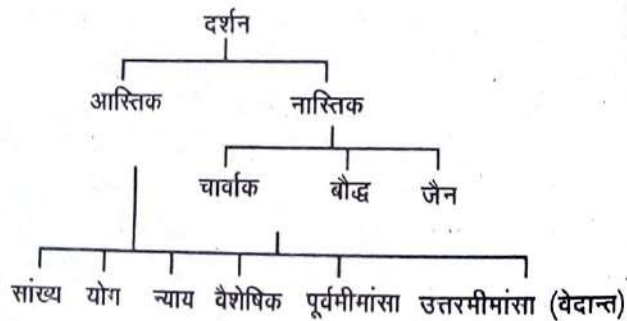 दर्शन
आस्तिक नास्तिक
चार्वाक बौद्ध जैन
सांख्य योग न्याय वैशेषिक पूर्वमीमांसा उत्तरमीमांसा (वेदान्त)